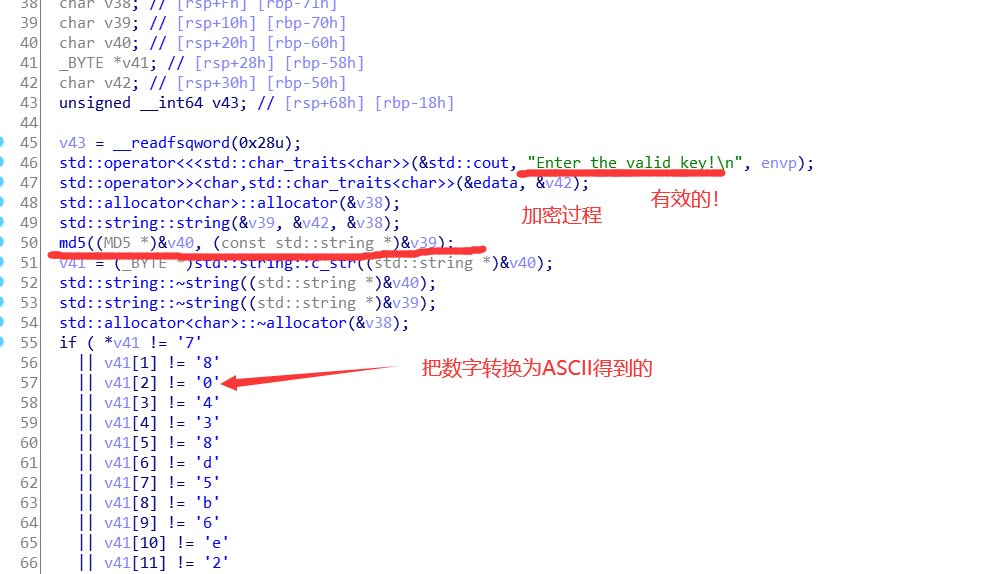 38 char v38; // [rsp+Fh] [rbp-71h]
39 char v39; // [rsp+10h] [rbp-70h]
40 char v40; // [rsp+20h] [rbp-60h]
41 _BYTE *v41; // [rsp+28h] [rbp-58h]
42 char v42; // [rsp+30h] [rbp-50h]
43 unsigned __int64 v43; // [rsp+68h] [rbp-18h]
44
45 v43 = __readfsqword(0x28u);
46 std::operator<<<std::char_traits<char>>(&std::cout, "Enter the valid key!\n", envp);
47 std::operator>><char,std::char_traits<char>>(&edata, &v42);
有效的！
48 std::allocator<char>::allocator(&v38);
加密过程
49 std::string::string(&v39, &v42, &v38);
50 md5((MD5 *)&v40, (const std::string *)&v39);
51 v41 = (_BYTE *)std::string::c_str((std::string *)&v40);
52 std::string::~string((std::string *)&v40);
53 std::string::~string((std::string *)&v39);
54 std::allocator<char>::~allocator(&v38);
55 if ( *v41 != '7'
56 || v41[1] != '8'
把数字转换为ASCII得到的
57 || v41[2] != '0'
58 || v41[3] != '4'
59 || v41[4] != '3'
60 || v41[5] != '8'
61 || v41[6] != 'd'
62 || v41[7] != '5'
63 || v41[8] != 'b'
64 || v41[9] != '6'
65 || v41[10] != 'e'
66 || v41[11] != '2'